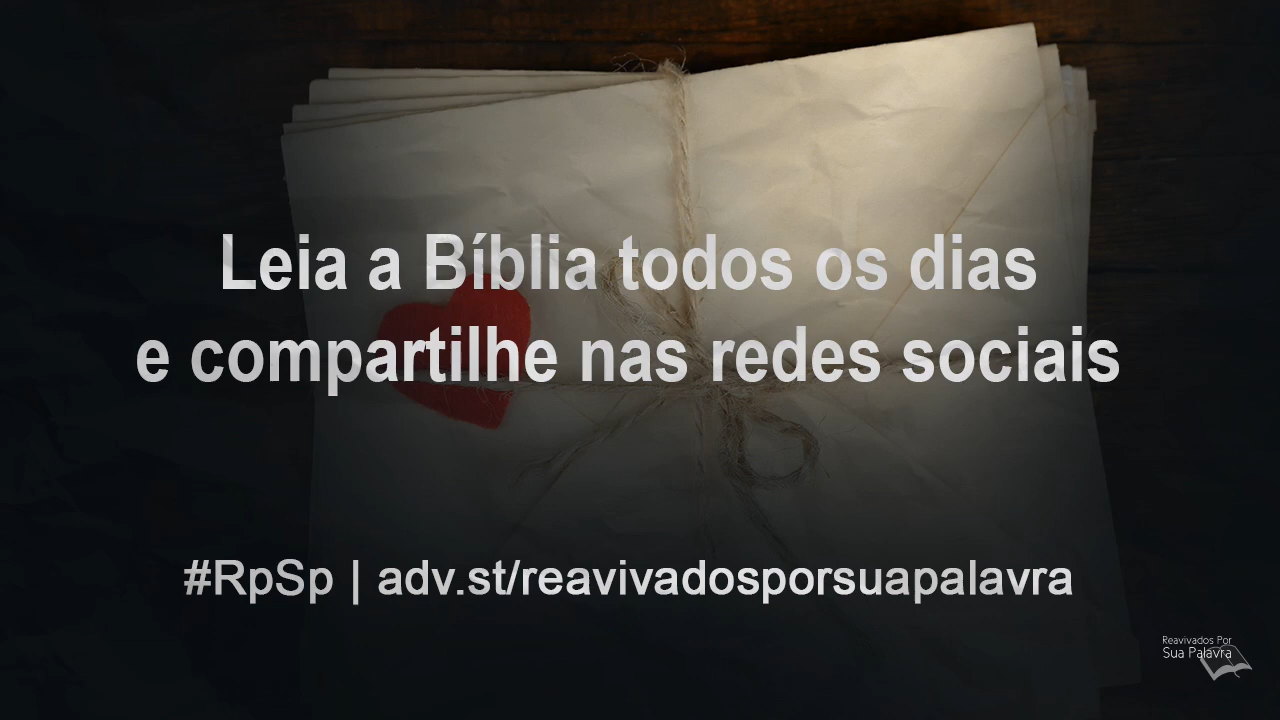 Leia a Bíblia todos os dias
e compartilhe nas redes sociais
#RpSp | adv.st/reavivadosporsuapalavra
Reavivados Por
Sua Palavra